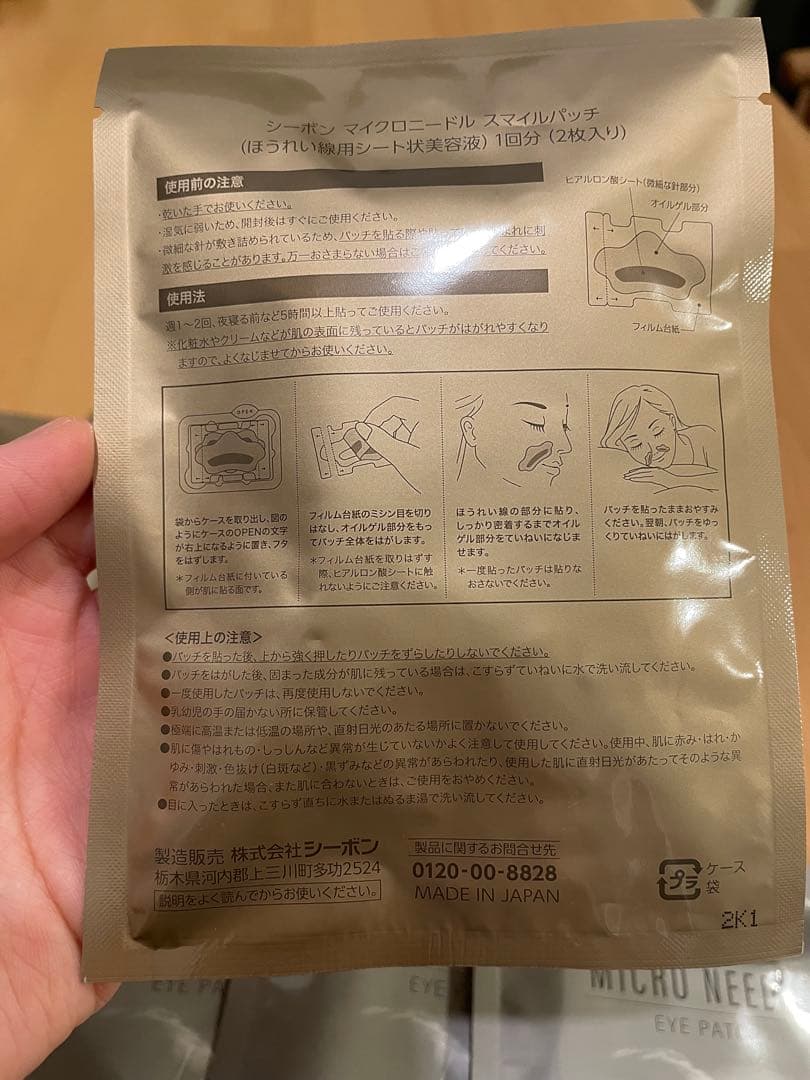 シーボン マイクロニードル スマイルパッチ
(ほうれい線用シート状美容液) 1回分 (2枚入り)
使用前の注意
・乾いた手でお使いください。
・湿気に弱いため、開封後はすぐにご使用ください。
・微細な針が敷き詰められているため、パッチを貼る際や貼って まれに刺
激を感じることがあります。万一おさまらない場合はご てください。
ヒアルロン酸シート(微細な針部分)
オイルゲル部分
フィルム台紙
使用法
週1〜2回、夜寝る前など5時間以上貼ってご使用ください。
※化粧水やクリームなどが肌の表面に残っているとパッチがはがれやすくなり
ますので、よくなじませてからお使いください。
OPEN
袋からケースを取り出し、図の
ようにケースのOPENの文字
が右上になるように置き、フタ
をはずします。
＊フィルム台紙に付いている
側が肌に貼る面です。
フィルム台紙のミシン目を切り
はなし、オイルゲル部分をもっ
てパッチ全体をはがします。
＊フィルム台紙を取りはずす
際、ヒアルロン酸シートに触
れないようにご注意ください。
ほうれい線の部分に貼り、
しっかり密着するまでオイル
ゲル部分をていねいになじま
せます。
＊一度貼ったパッチは貼りな
おさないでください。
パッチを貼ったままおやすみ
ください。翌朝、パッチをゆっ
くりていねいにはがします。
<使用上の注意>
●パッチを貼った後、上から強く押したりパッチをずらしたりしないでください。
●パッチをはがした後、固まった成分が肌に残っている場合は、こすらずていねいに水で洗い流してください。
●一度使用したパッチは、再度使用しないでください。
●乳幼児の手の届かない所に保管してください。
●極端に高温または低温の場所や、直射日光のあたる場所に置かないでください。
●肌に傷やはれもの・しっしんなど異常が生じていないかよく注意して使用してください。使用中、肌に赤み・はれ・か
ゆみ・刺激・色抜け(白斑など)・黒ずみなどの異常があらわれたり、使用した肌に直射日光があたってそのような異
常があらわれた場合、また肌に合わないときは、ご使用をおやめください。
●目に入ったときは、こすらず直ちに水またはぬるま湯で洗い流してください。
製造販売 株式会社シーボン
栃木県河内郡上三川町多功2524
説明をよく読んでからお使いください。
製品に関するお問合せ先
0120-00-8828
MADE IN JAPAN
プラ
ケース
袋
2K1
EYE PA
EYE
MICRO NEED
EYE PATC